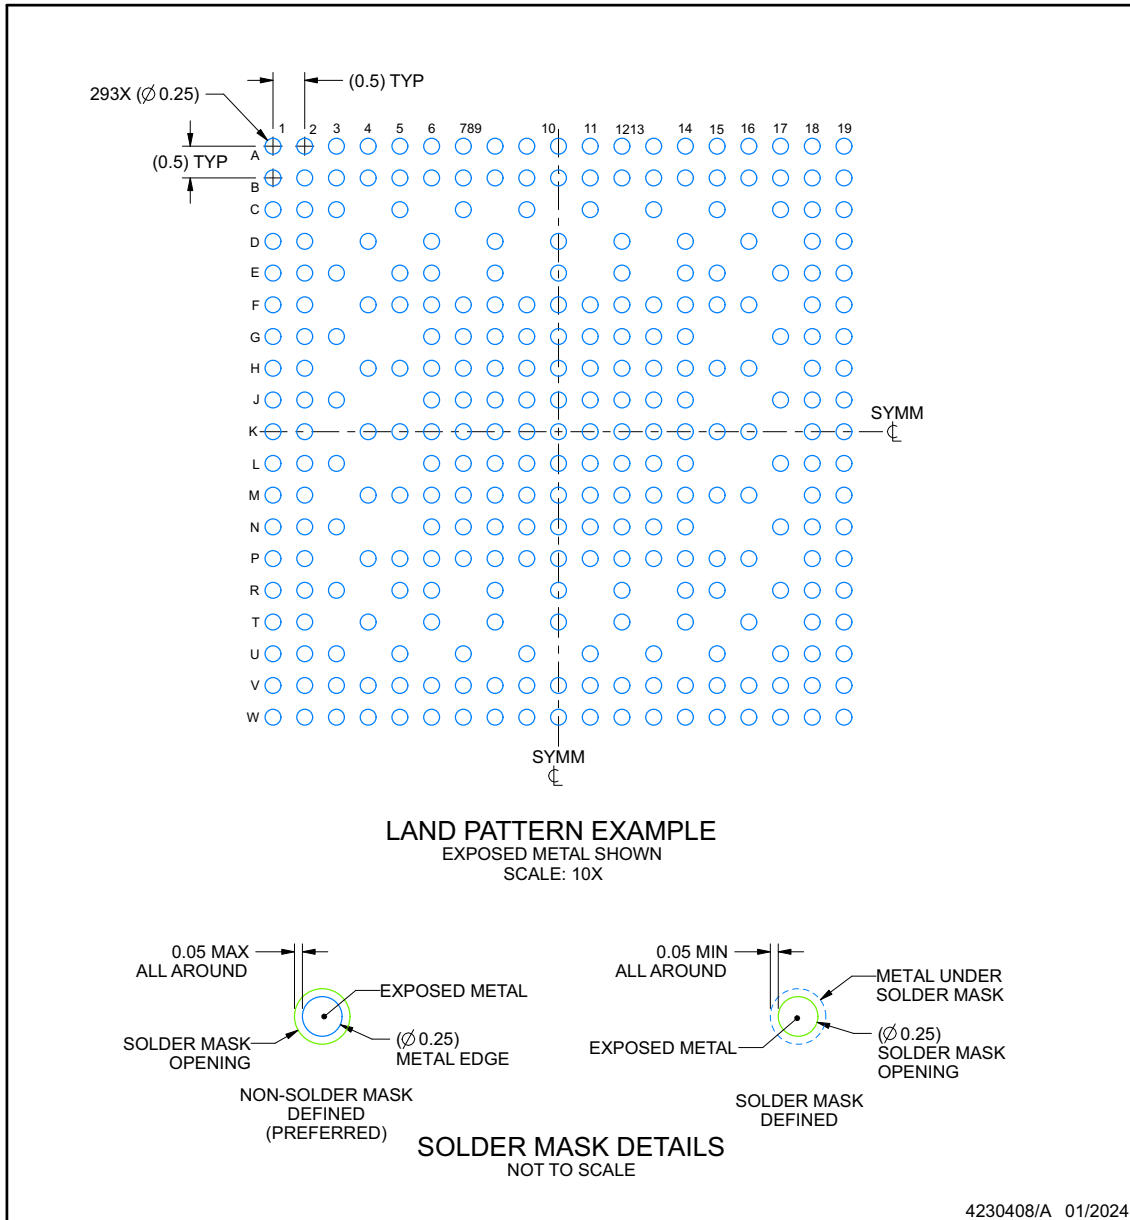 (0.5) TYP
293X (∅ 0.25)
1 2 3 4 5 6 789 10 11 1213 14 15 16 17 18 19
A
(0.5) TYP
B
C
D
E
F
G
H
J
SYMM
K
℄
L
M
N
P
R
T
U
V
W
SYMM
℄
LAND PATTERN EXAMPLE
EXPOSED METAL SHOWN
SCALE: 10X
0.05 MAX
ALL AROUND
EXPOSED METAL
SOLDER MASK
OPENING
(∅ 0.25)
METAL EDGE
NON-SOLDER MASK
DEFINED
(PREFERRED)
0.05 MIN
ALL AROUND
METAL UNDER
SOLDER MASK
EXPOSED METAL
(∅ 0.25)
SOLDER MASK
OPENING
SOLDER MASK
DEFINED
SOLDER MASK DETAILS
NOT TO SCALE
4230408/A 01/2024